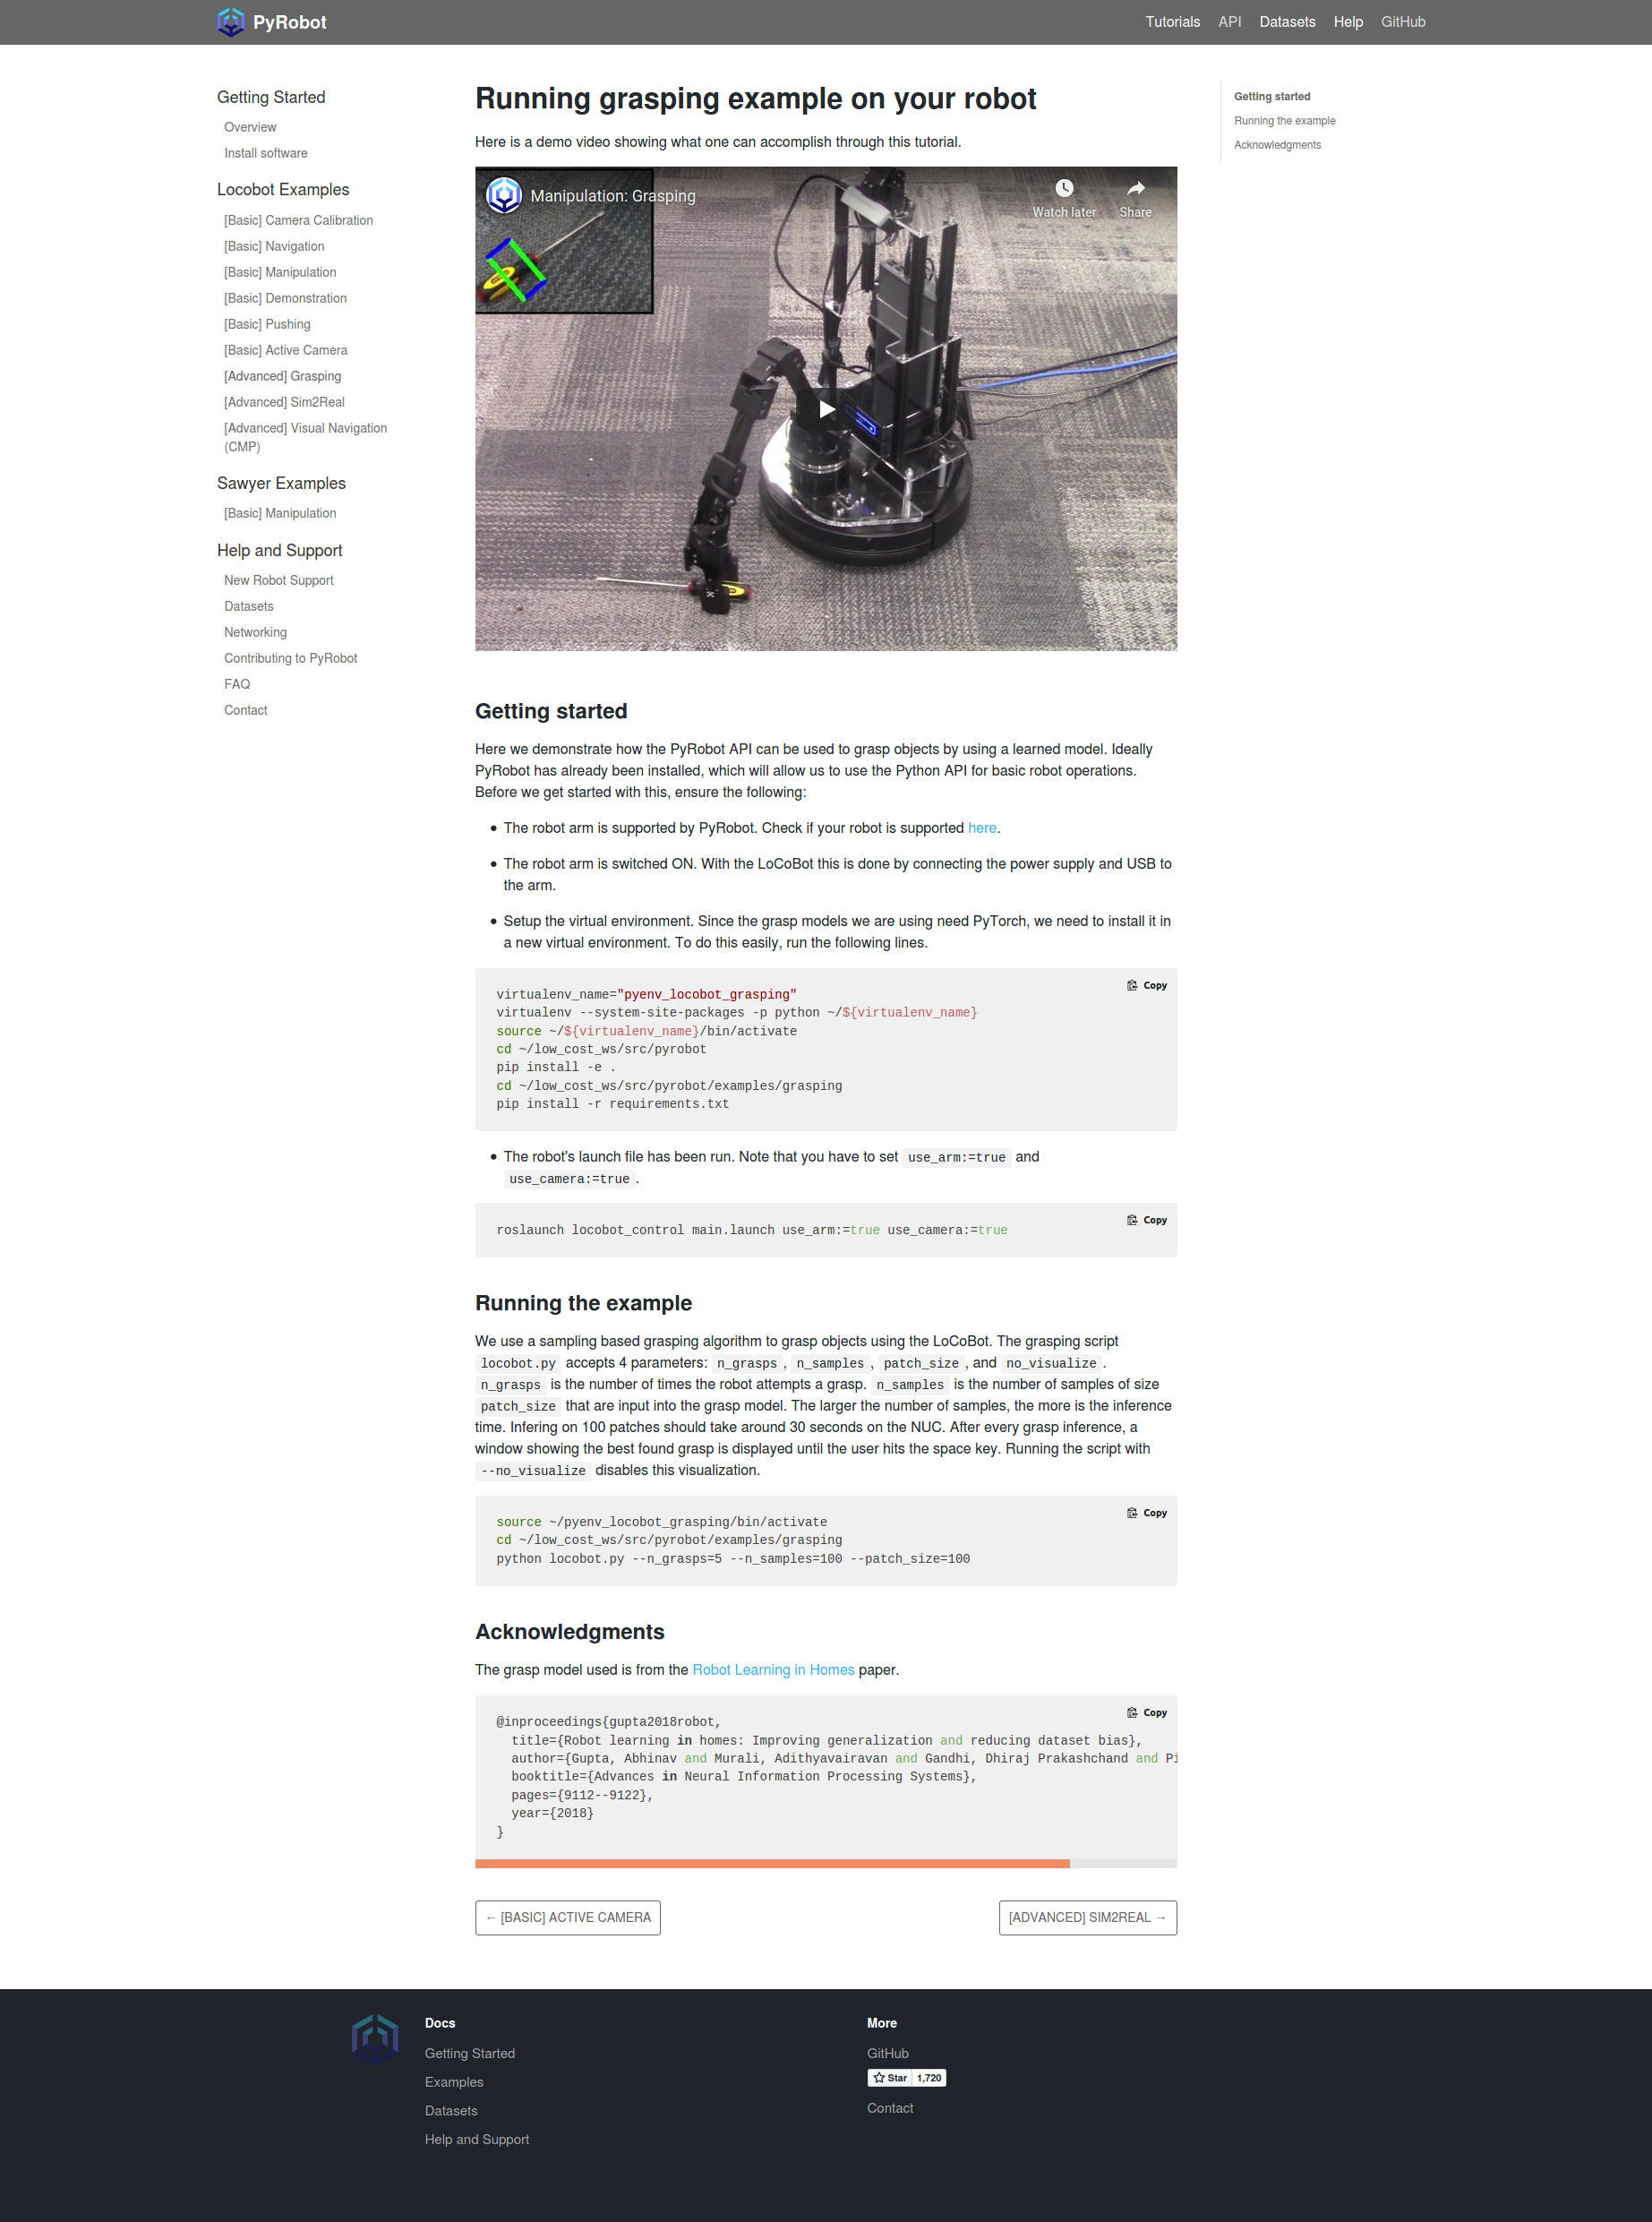 PyRobot
Tutorials API Datasets Help GitHub
Getting Started
Overview
Install software
Locobot Examples
[Basic] Camera Calibration
[Basic] Navigation
[Basic] Manipulation
[Basic] Demonstration
[Basic] Pushing
[Basic] Active Camera
[Advanced] Grasping
[Advanced] Sim2Real
[Advanced] Visual Navigation
(CMP)
Sawyer Examples
[Basic] Manipulation
Help and Support
New Robot Support
Datasets
Networking
Contributing to PyRobot
FAQ
Contact
Running grasping example on your robot
Here is a demo video showing what one can accomplish through this tutorial.
Manipulation: Grasping
Watch later
Share
Getting started
Here we demonstrate how the PyRobot API can be used to grasp objects by using a learned model. Ideally
PyRobot has already been installed, which will allow us to use the Python API for basic robot operations.
Before we get started with this, ensure the following:
• The robot arm is supported by PyRobot. Check if your robot is supported here.
• The robot arm is switched ON. With the LoCoBot this is done by connecting the power supply and USB to
the arm.
• Setup the virtual environment. Since the grasp models we are using need PyTorch, we need to install it in
a new virtual environment. To do this easily, run the following lines.
Copy
virtualenv_name="pyenv_locobot_grasping"
virtualenv --system-site-packages -p python ~/${virtualenv_name}
source ~/${virtualenv_name}/bin/activate
cd ~/low_cost_ws/src/pyrobot
pip install -e .
cd ~/low_cost_ws/src/pyrobot/examples/grasping
pip install -r requirements.txt
• The robot's launch file has been run. Note that you have to set use_arm:=true and
use_camera:=true.
Copy
roslaunch locobot_control main.launch use_arm:=true use_camera:=true
Running the example
We use a sampling based grasping algorithm to grasp objects using the LoCoBot. The grasping script
locobot.py accepts 4 parameters: n_grasps, n_samples, patch_size, and no_visualize.
n_grasps is the number of times the robot attempts a grasp. n_samples is the number of samples of size
patch_size that are input into the grasp model. The larger the number of samples, the more is the inference
time. Infering on 100 patches should take around 30 seconds on the NUC. After every grasp inference, a
window showing the best found grasp is displayed until the user hits the space key. Running the script with
--no_visualize disables this visualization.
Copy
source ~/pyenv_locobot_grasping/bin/activate
cd ~/low_cost_ws/src/pyrobot/examples/grasping
python locobot.py --n_grasps=5 --n_samples=100 --patch_size=100
Acknowledgments
The grasp model used is from the Robot Learning in Homes paper.
Copy
@inproceedings{gupta2018robot,
title={Robot learning in homes: Improving generalization and reducing dataset bias},
author={Gupta, Abhinav and Murali, Adithyavairavan and Gandhi, Dhiraj Prakashchand and Pi
booktitle={Advances in Neural Information Processing Systems},
pages={9112--9122},
year={2018}
}
← [BASIC] ACTIVE CAMERA
[ADVANCED] SIM2REAL →
Getting started
Running the example
Acknowledgments
Docs
Getting Started
Examples
Datasets
Help and Support
More
GitHub
Star 1,720
Contact